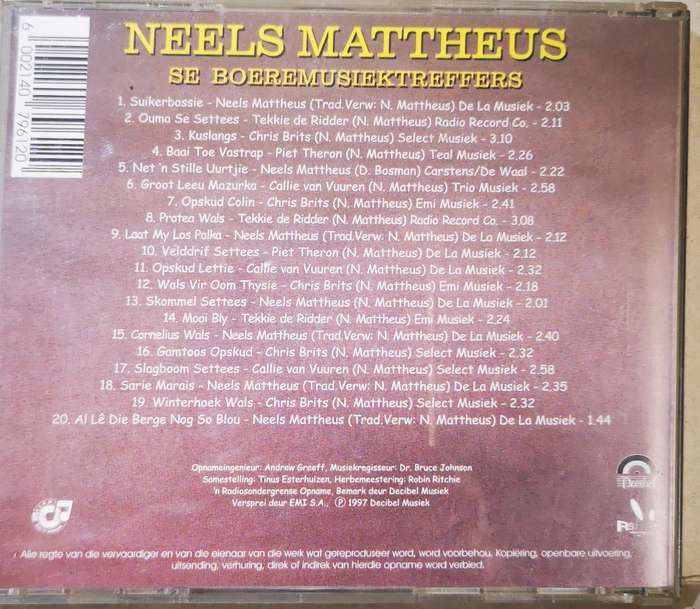 6 002140 796120
NEELS MATTHEUS
SE BOEREMUSIEKTREFFERS
1. Suikerbossie - Neels Mattheus (Trad.Verw: N. Mattheus) De La Musiek - 2.03
2. Ouma Se Settees - Tekkie de Ridder (N. Mattheus) Radio Record Co. - 2.11
3. Kuslangs - Chris Brits (N. Mattheus) Select Musiek - 3.10
4. Baai Toe Vastrap - Piet Theron (N. Mattheus) Teal Musiek - 2.26
5. Net 'n Stille Uurtjie - Neels Mattheus (D. Bosman) Carstens/De Waal - 2.22
6. Groot Leeu Mazurka - Callie van Vuuren (N. Mattheus) Trio Musiek - 2.58
7. Opskud Colin - Chris Brits (N. Mattheus) Emi Musiek - 2.41
8. Protea Wals - Tekkie de Ridder (N. Mattheus) Radio Record Co. - 3.08
9. Laat My Los Polka - Neels Mattheus (Trad.Verw: N. Mattheus) De La Musiek - 2.12
10. Velddrif Settees - Piet Theron (N. Mattheus) De La Musiek - 2.12
11. Opskud Lettie - Callie van Vuuren (N. Mattheus) De La Musiek - 2.32
12. Wals Vir Oom Thysie - Chris Brits (N. Mattheus) Emi Musiek - 2.18
13. Skommel Settees - Neels Mattheus (N. Mattheus) De La Musiek - 2.01
14. Mooi Bly - Tekkie de Ridder (N. Mattheus) Emi Musiek - 2.24
15. Cornelius Wals - Neels Mattheus (Trad.Verw: N. Mattheus) De La Musiek - 2.40
16. Gamtoos Opskud - Chris Brits (N. Mattheus) Select Musiek - 2.32
17. Slagboom Settees - Callie van Vuuren (N. Mattheus) Select Musiek - 2.58
18. Sarie Marais - Neels Mattheus (Trad.Verw: N. Mattheus) De La Musiek - 2.35
19. Winterhoek Wals - Chris Brits (N. Mattheus) Select Musiek - 2.32
20. Al Lê Die Berge Nog So Blou - Neels Mattheus (Trad.Verw: N. Mattheus) De La Musiek - 1.44
Opnameingenieur: Andrew Greeff, Musiekregisseur: Dr. Bruce Johnson
Samestelling: Tinus Esterhuizen, Herbemeestering: Robin Ritchie
'n Radiosondergrense Opname, Bemark deur Decibel Musiek
Versprei deur EMI S.A., ℗ 1997 Decibel Musiek
Decibel
Alle regte van die vervaardiger en van die eienaar van die werk wat gereproduseer word, word voorbehou. Kopiëring, openbare uitvoering,
uitsending, verhuring, direk of indirek van hierdie opname word verbied.